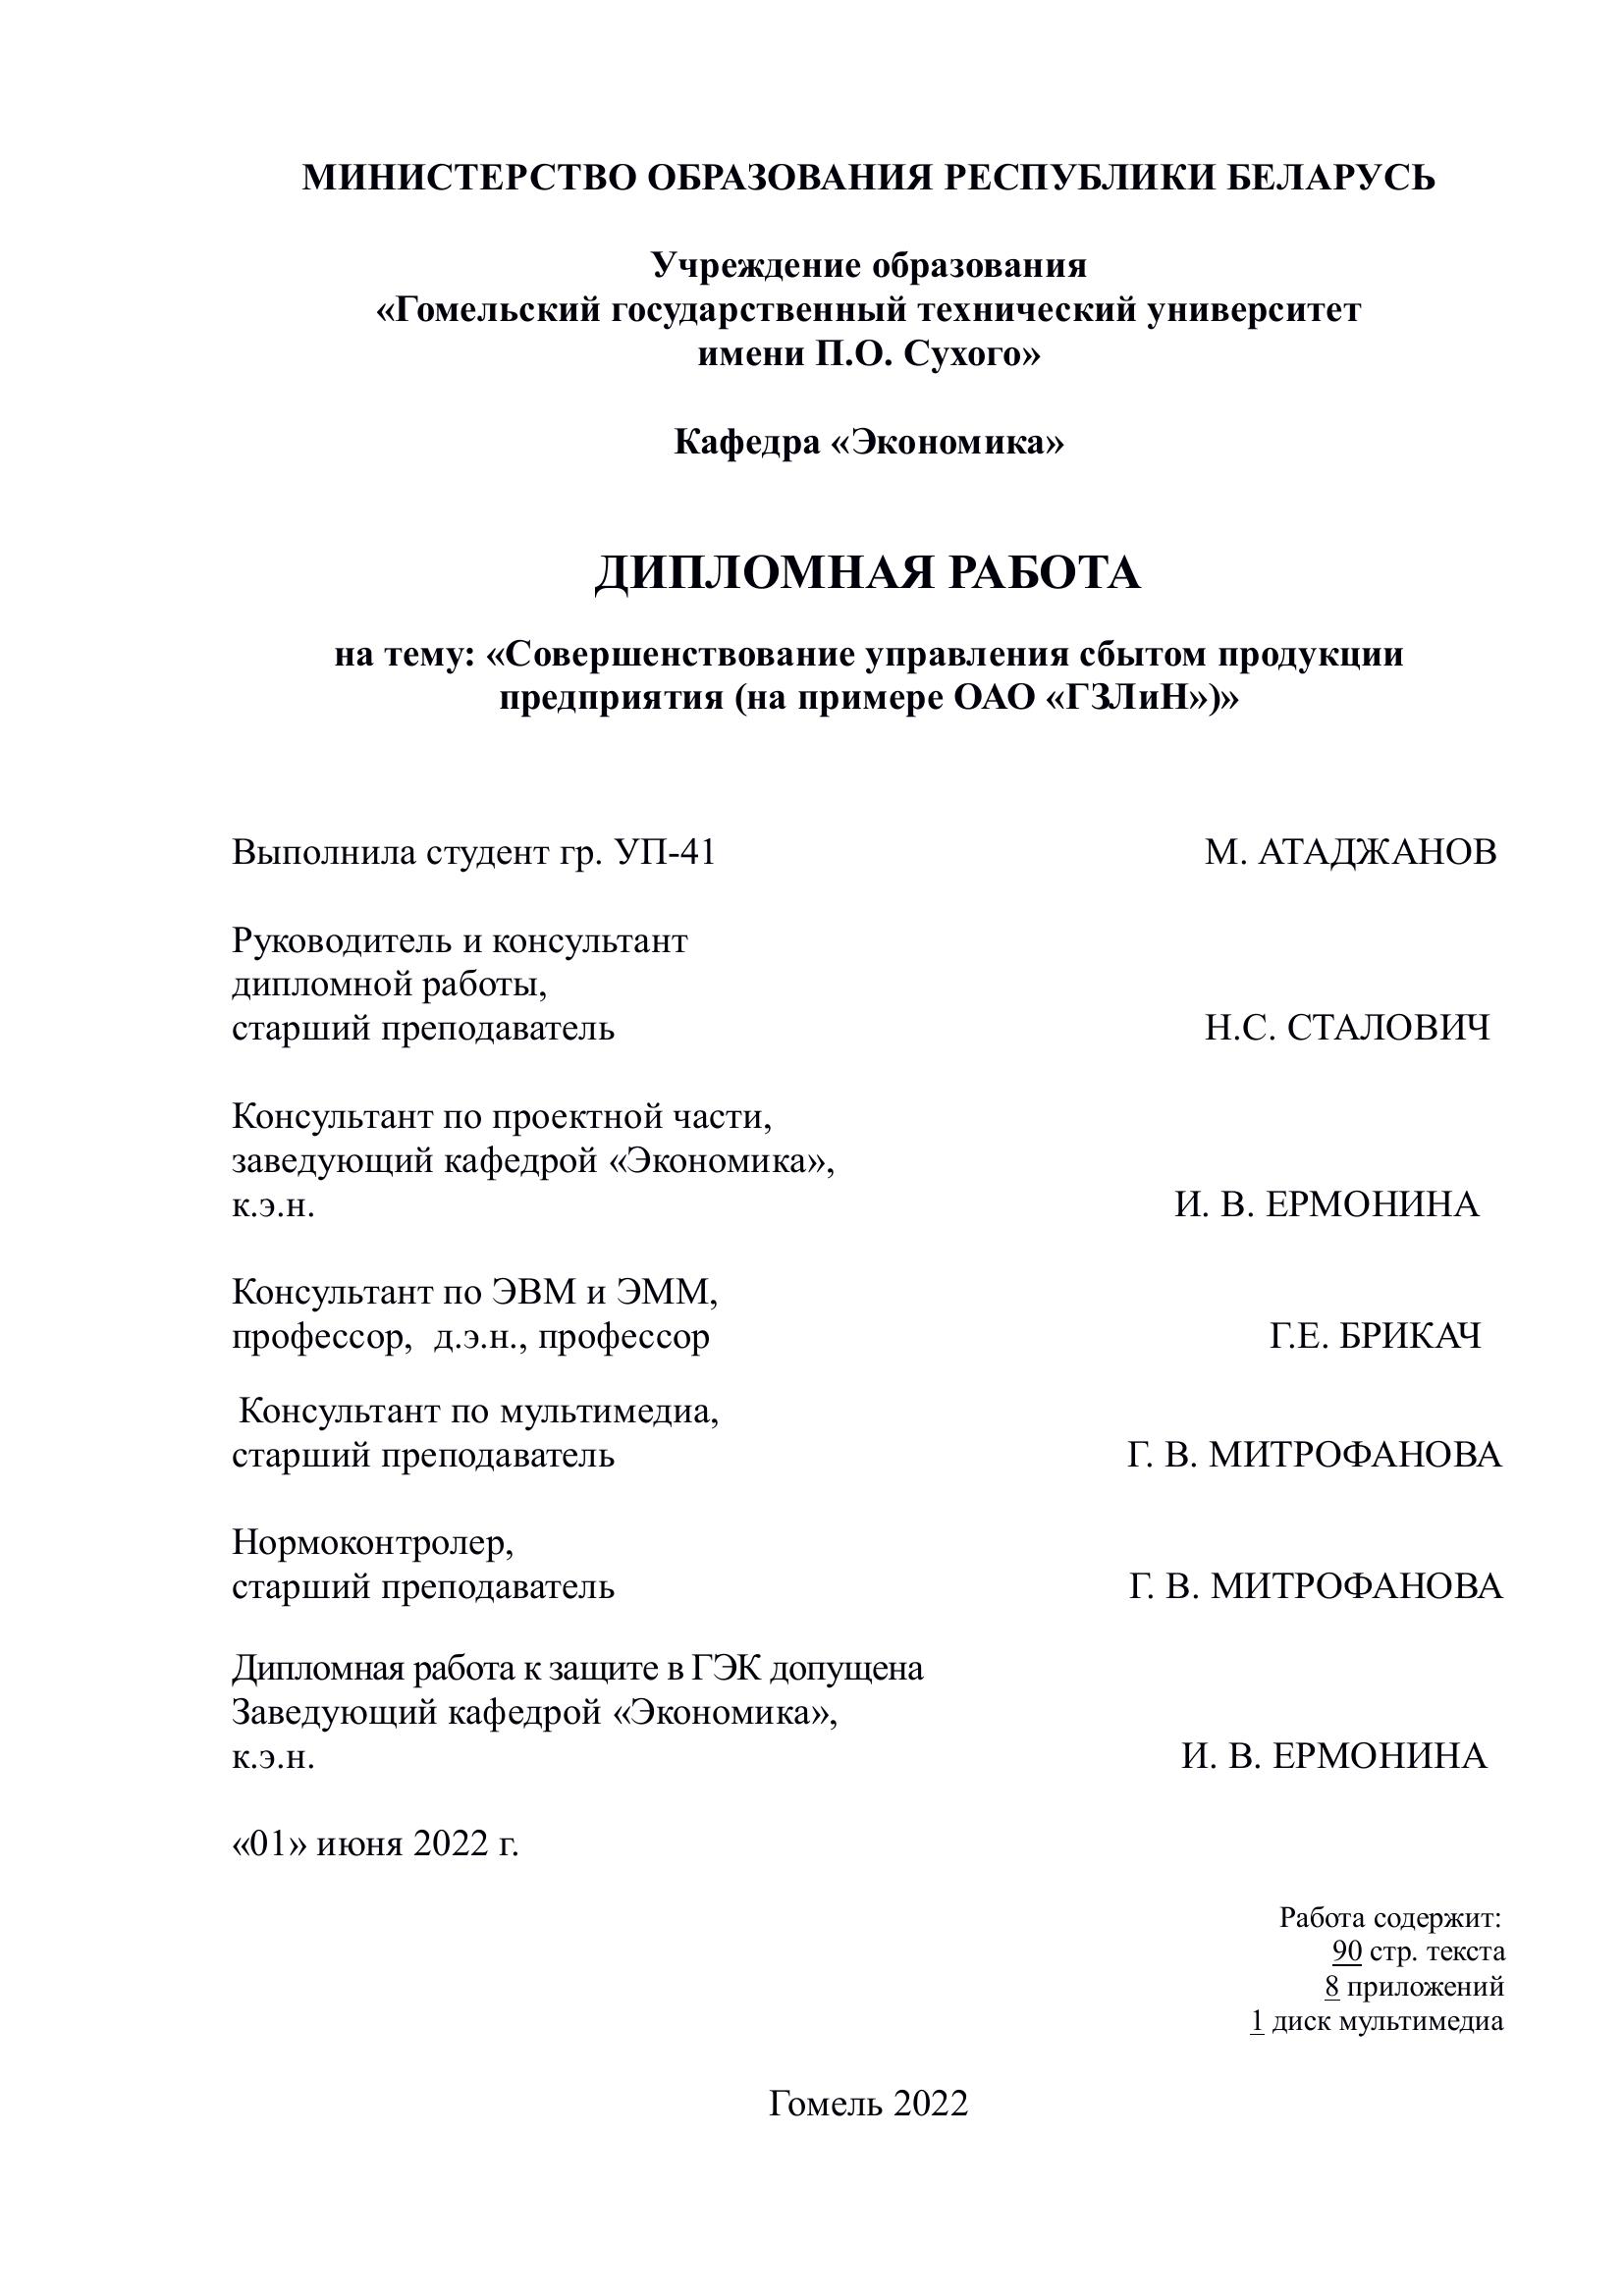 МИНИСТЕРСТВО ОБРАЗОВАНИЯ РЕСПУБЛИКИ БЕЛАРУСЬ
Учреждение образования
«Гомельский государственный технический университет
имени П.О. Сухого»
Кафедра «Экономика»
ДИПЛОМНАЯ РАБОТА
на тему: «Совершенствование управления сбытом продукции
предприятия (на примере ОАО «ГЗЛиН»)»
Выполнила студент гр. УП-41 М. АТАДЖАНОВ
Руководитель и консультант
дипломной работы,
старший преподаватель Н.С. СТАЛОВИЧ
Консультант по проектной части,
заведующий кафедрой «Экономика»,
к.э.н. И. В. ЕРМОНИНА
Консультант по ЭВМ и ЭММ,
профессор, д.э.н., профессор Г.Е. БРИКАЧ
Консультант по мультимедиа,
старший преподаватель Г. В. МИТРОФАНОВА
Нормоконтролер,
старший преподаватель Г. В. МИТРОФАНОВА
Дипломная работа к защите в ГЭК допущена
Заведующий кафедрой «Экономика»,
к.э.н. И. В. ЕРМОНИНА
«01» июня 2022 г.
Работа содержит:
90 стр. текста
8 приложений
1 диск мультимедиа
Гомель 2022